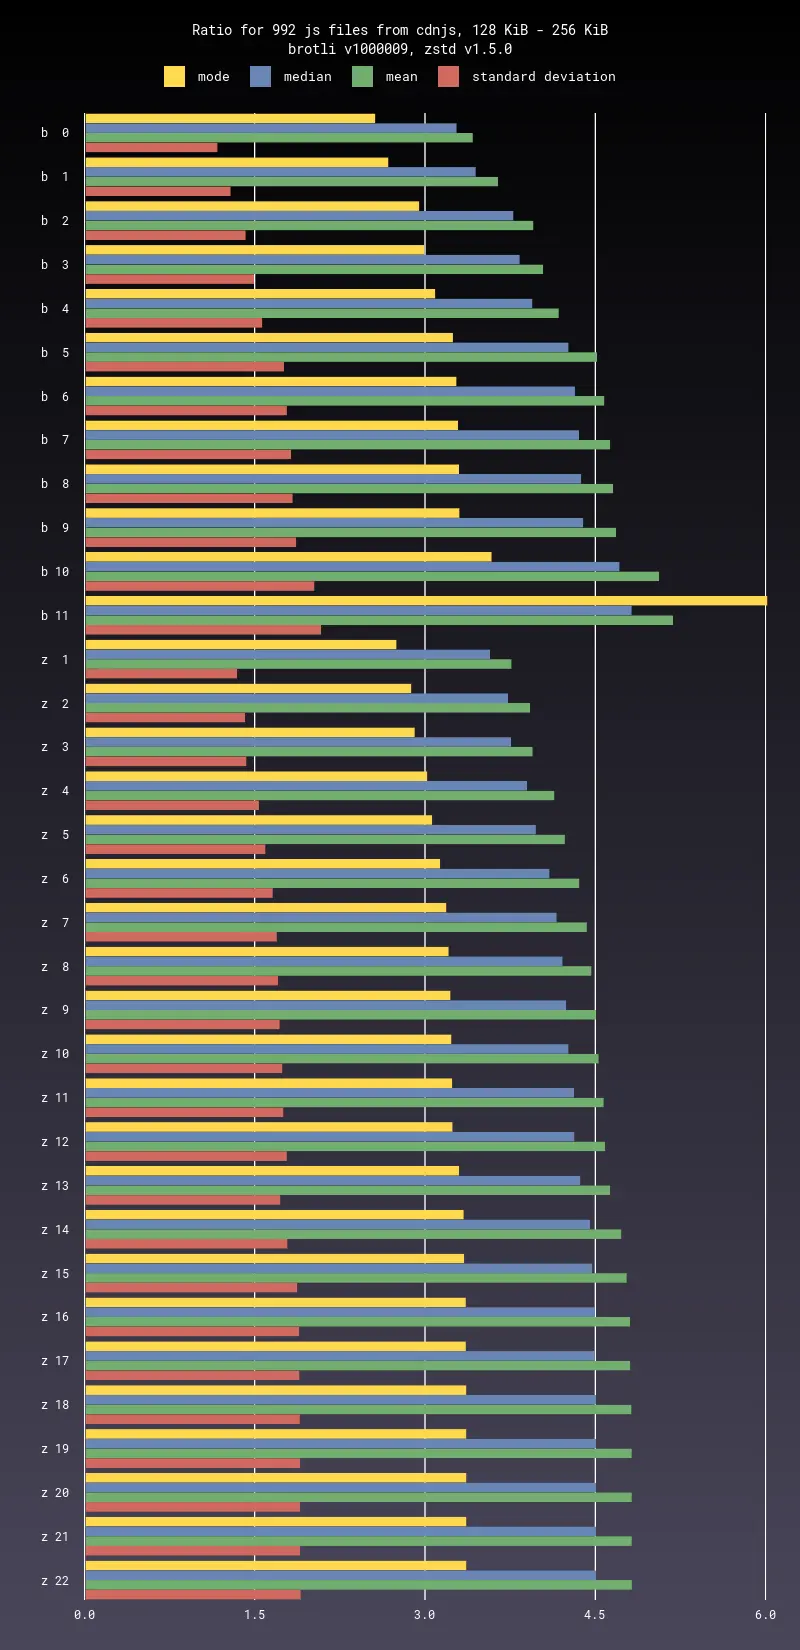 Ratio for 992 js files from cdnjs, 128 KiB - 256 KiB
brotli v1000009, zstd v1.5.0
mode median mean standard deviation
b 0
b 1
b 2
b 3
b 4
b 5
b 6
b 7
b 8
b 9
b 10
b 11
z 1
z 2
z 3
z 4
z 5
z 6
z 7
z 8
z 9
z 10
z 11
z 12
z 13
z 14
z 15
z 16
z 17
z 18
z 19
z 20
z 21
z 22
0.0 1.5 3.0 4.5 6.0